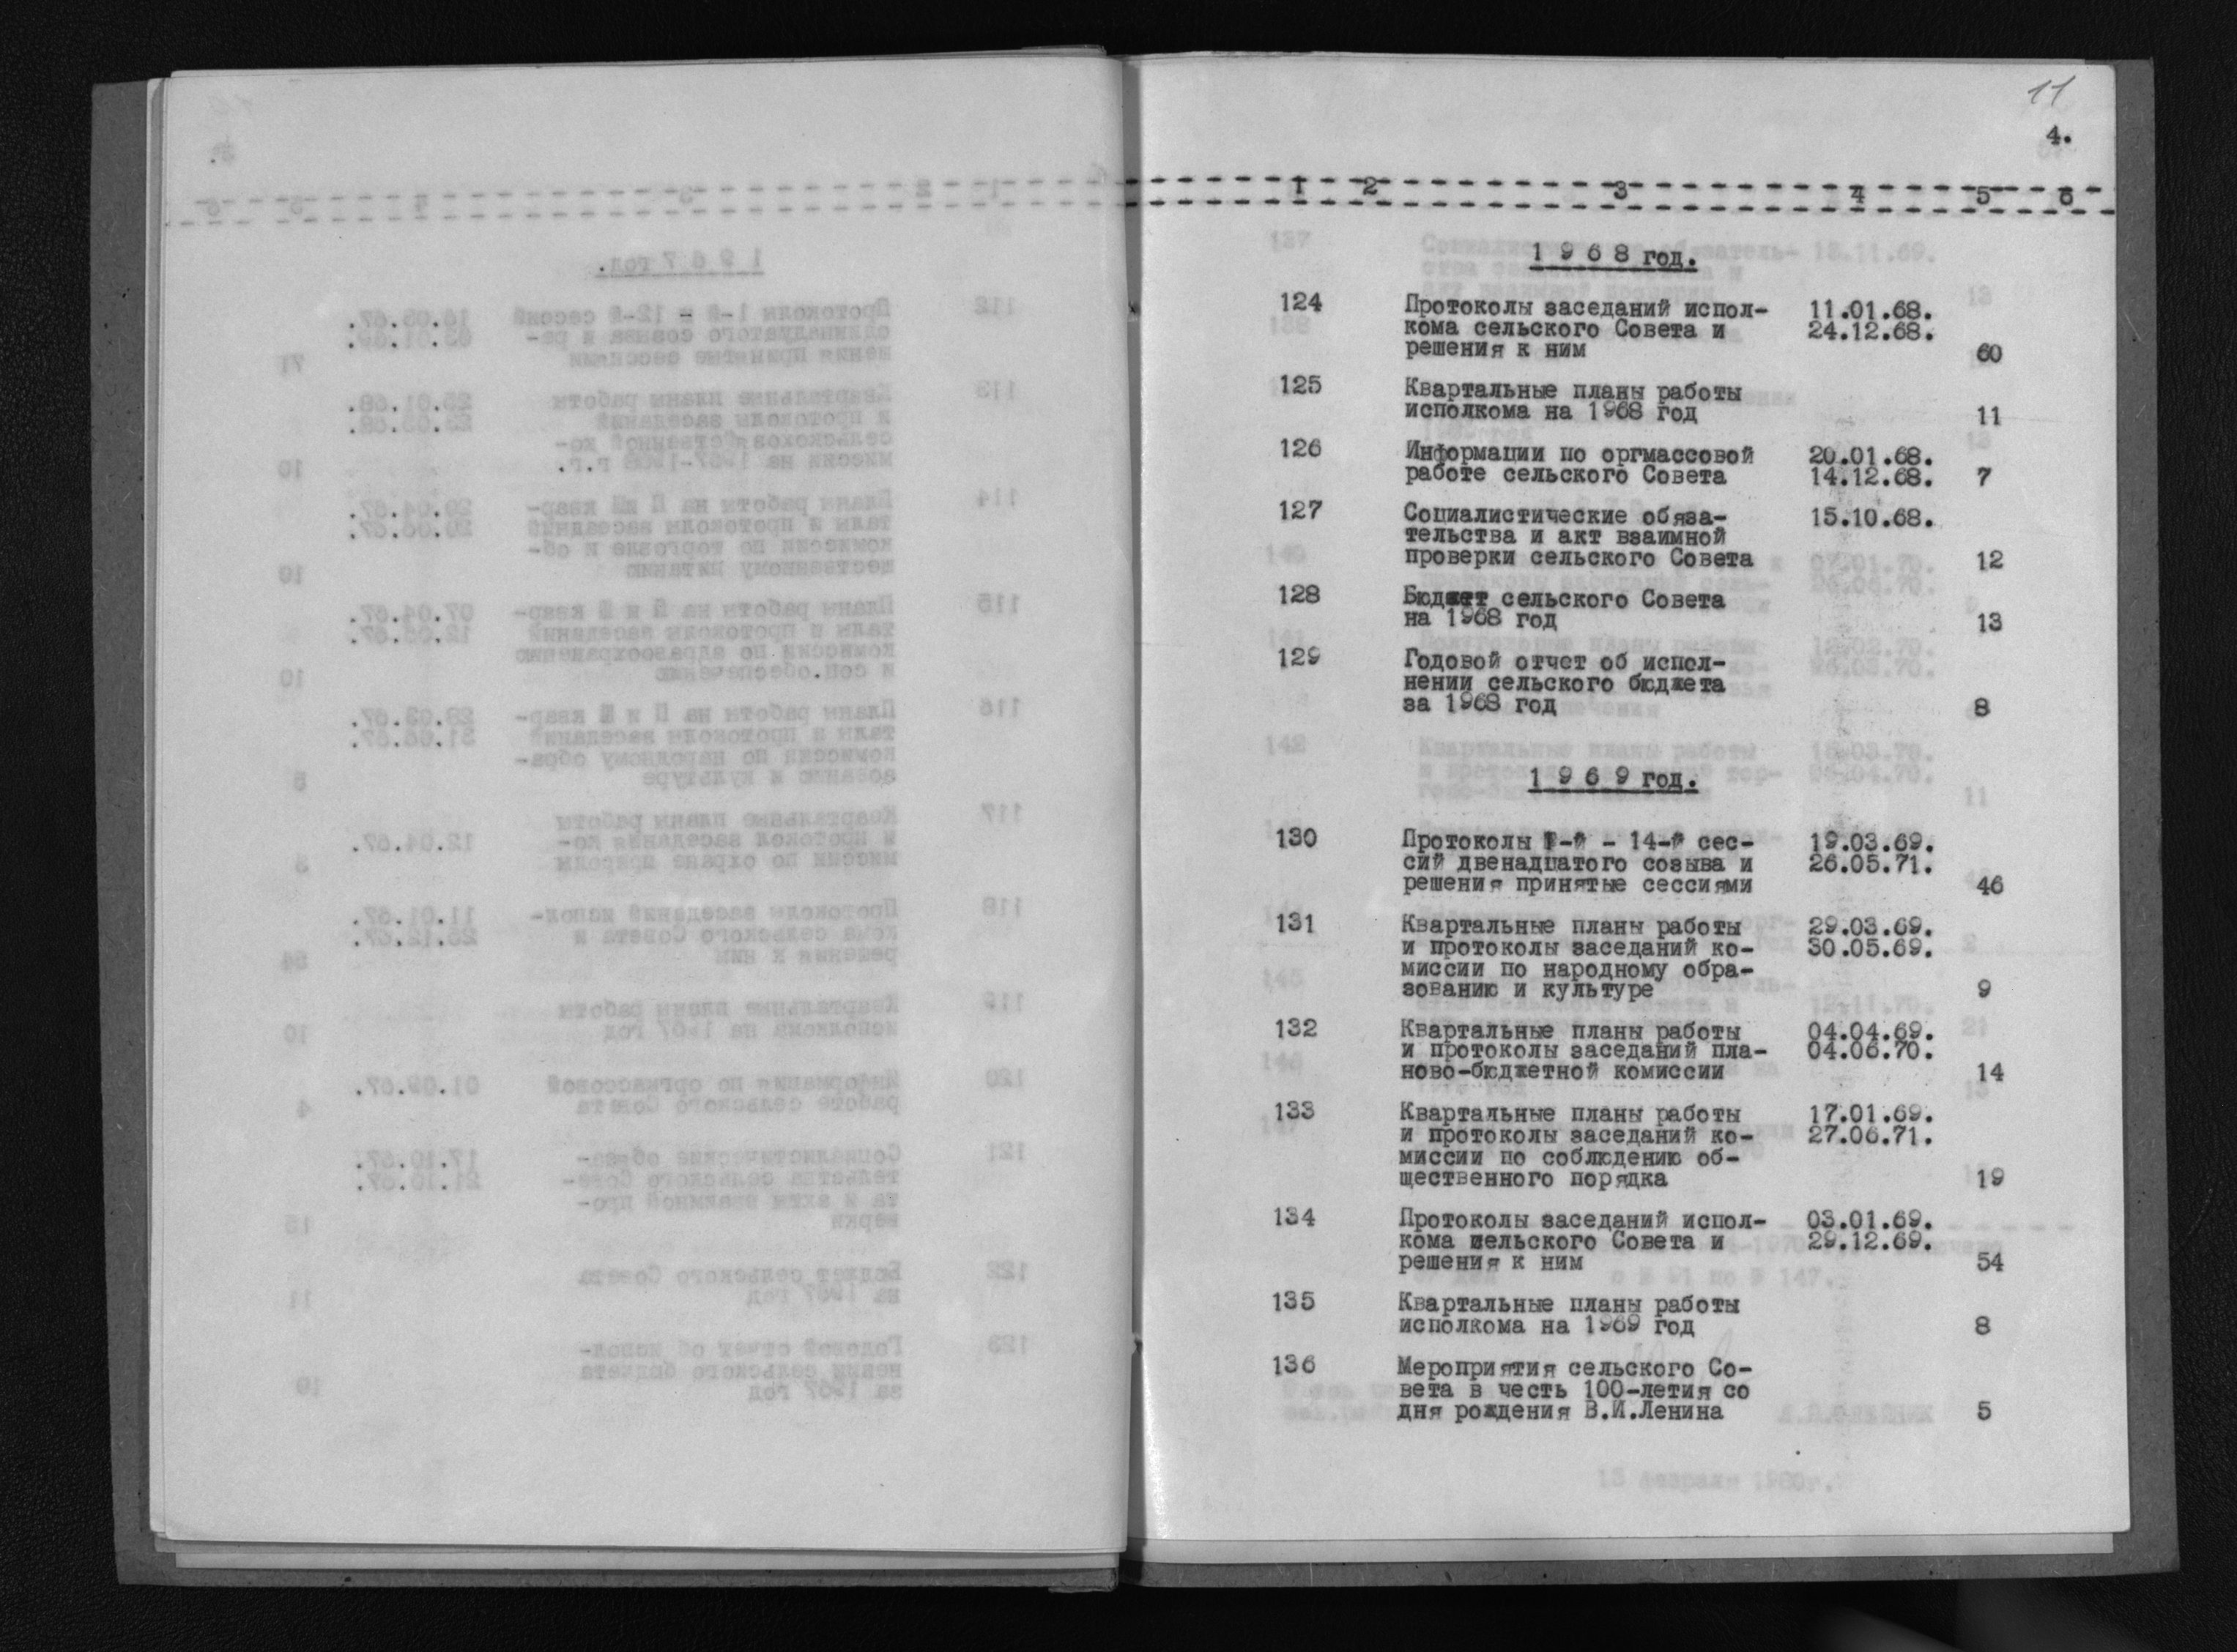 11
4.
1 2 3 4 5 6
1 9 6 8 год.
124 Протоколы заседаний испол- 11.01.68.
кома сельского Совета и 24.12.68.
решения к ним 60
125 Квартальные планы работы
исполкома на 1968 год 11
126 Информации по оргмассовой 20.01.68.
работе сельского Совета 14.12.68. 7
127 Социалистические обяза- 15.10.68.
тельства и акт взаимной
проверки сельского Совета 12
128 Бюджет сельского Совета
на 1968 год 13
129 Годовой отчет об испол-
нении сельского бюджета
за 1968 год 8
1 9 6 9 год.
130 Протоколы 1-й - 14-й сес- 19.03.69.
сий двенадцатого созыва и 26.05.71.
решения принятые сессиями 46
131 Квартальные планы работы 29.03.69.
и протоколы заседаний ко- 30.05.69.
миссии по народному обра-
зованию и культуре 9
132 Квартальные планы работы 04.04.69.
и протоколы заседаний пла- 04.06.70.
ново-бюджетной комиссии 14
133 Квартальные планы работы 17.01.69.
и протоколы заседаний ко- 27.06.71.
миссии по соблюдению об-
щественного порядка 19
134 Протоколы заседаний испол- 03.01.69.
кома сельского Совета и 29.12.69.
решения к ним 54
135 Квартальные планы работы
исполкома на 1969 год 8
136 Мероприятия сельского Со-
вета в честь 100-летия со
дня рождения В.И.Ленина 5